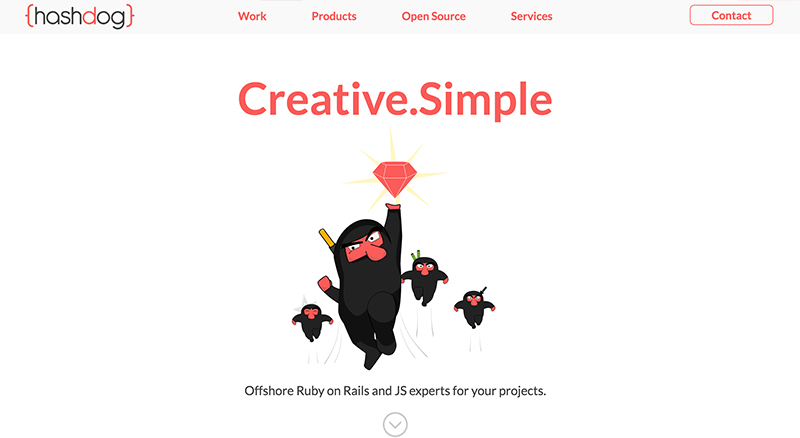 {hashdog}
Work
Products
Open Source
Services
Contact
Creative.Simple
Offshore Ruby on Rails and JS experts for your projects.